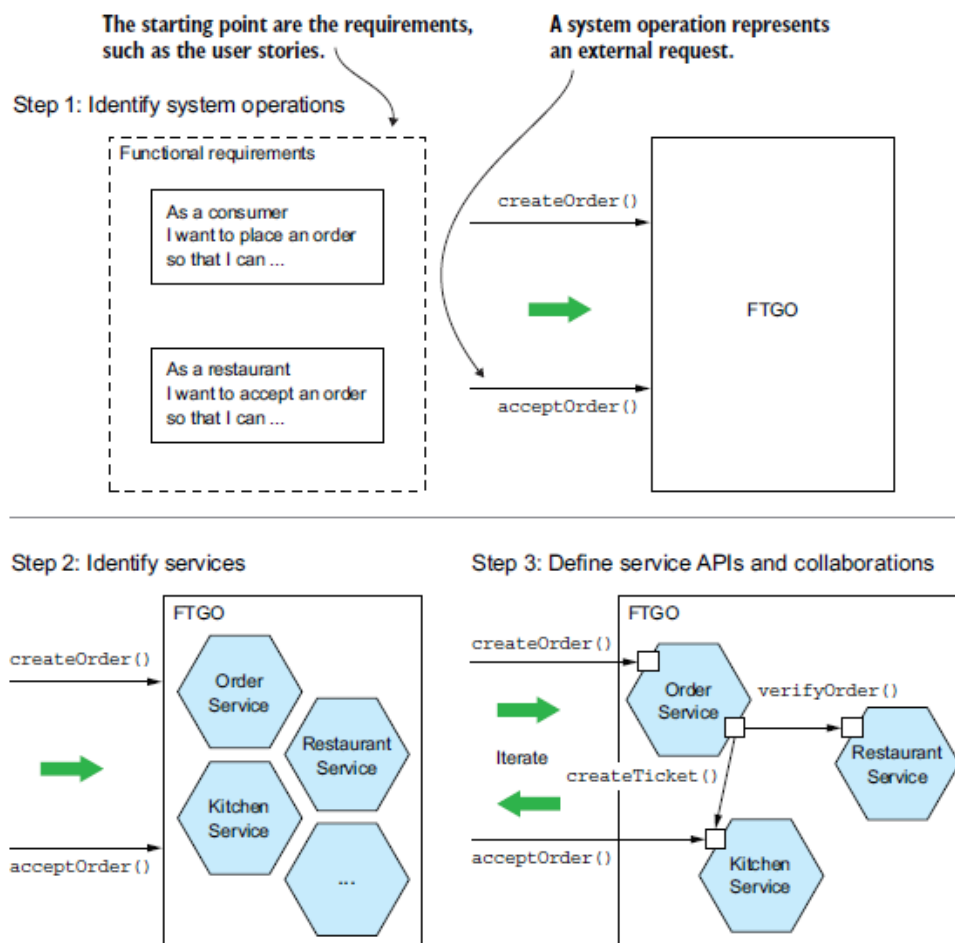 The starting point are the requirements,
such as the user stories.
A system operation represents
an external request.
Step 1: Identify system operations
Functional requirements
As a consumer
I want to place an order
so that I can ...
As a restaurant
I want to accept an order
so that I can ...
createOrder()
acceptOrder()
FTGO
Step 2: Identify services
FTGO
createOrder()
acceptOrder()
Order
Service
Restaurant
Service
Kitchen
Service
...
Step 3: Define service APIs and collaborations
FTGO
createOrder()
Order
Service
verifyOrder()
Restaurant
Service
Iterate
createTicket()
acceptOrder()
Kitchen
Service